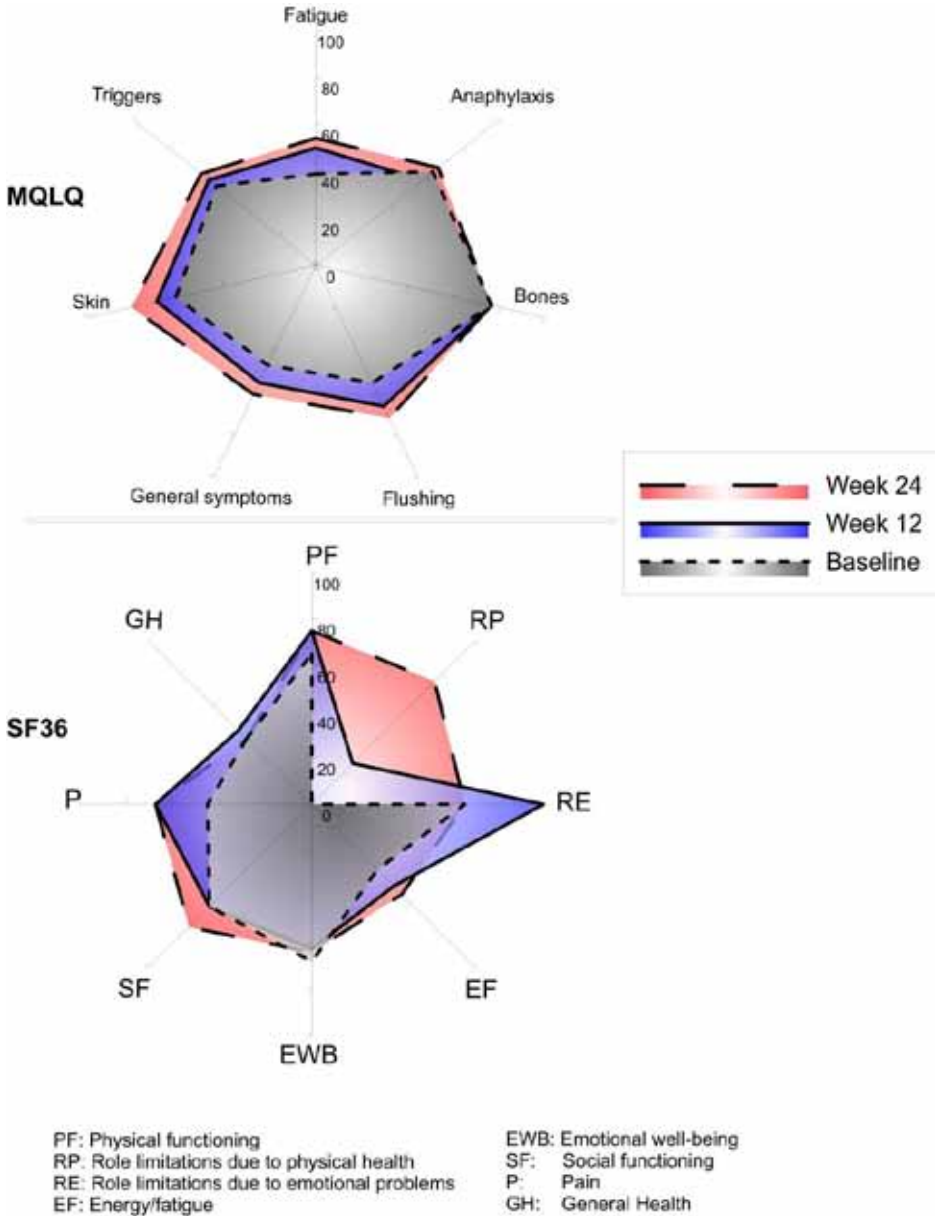 Fatigue
100
80
60
40
20
0
Triggers
Anaphylaxis
MQLQ
Skin
Bones
General symptoms
Flushing
Week 24
Week 12
Baseline
PF
100
80
60
40
20
0
GH
RP
SF36
P
RE
SF
EF
EWB
PF: Physical functioning
RP: Role limitations due to physical health
RE: Role limitations due to emotional problems
EF: Energy/fatigue
EWB: Emotional well-being
SF: Social functioning
P: Pain
GH: General Health